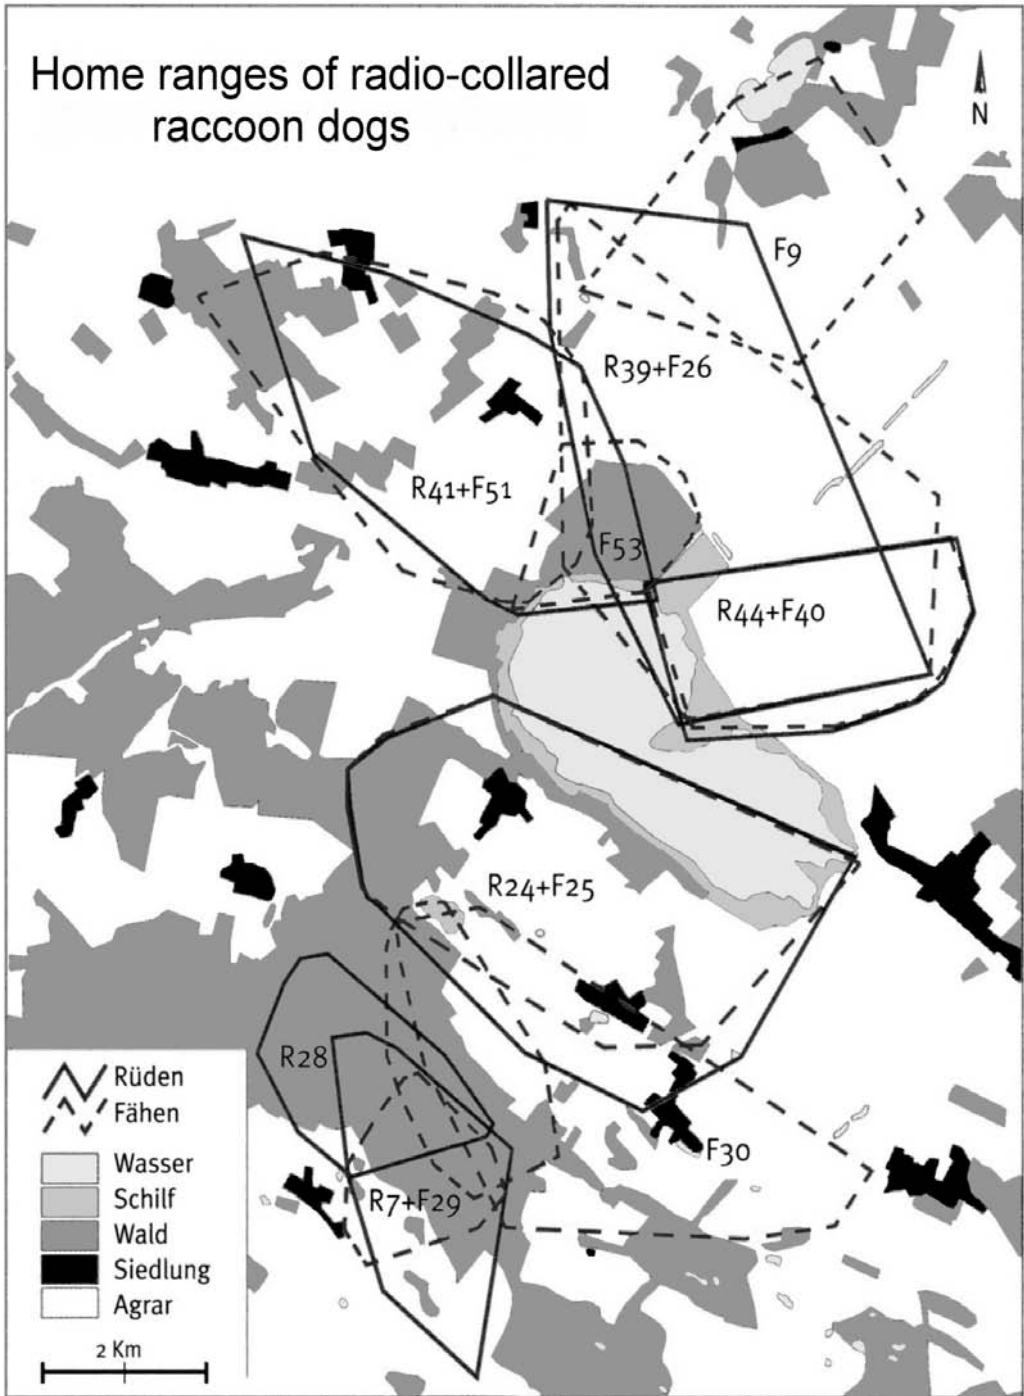 Home ranges of radio-collared
raccoon dogs
N
F9
R39+F26
R41+F51
F53
R44+F40
R24+F25
R28
F30
R7+F29
Rüden
Fähen
Wasser
Schilf
Wald
Siedlung
Agrar
2 Km